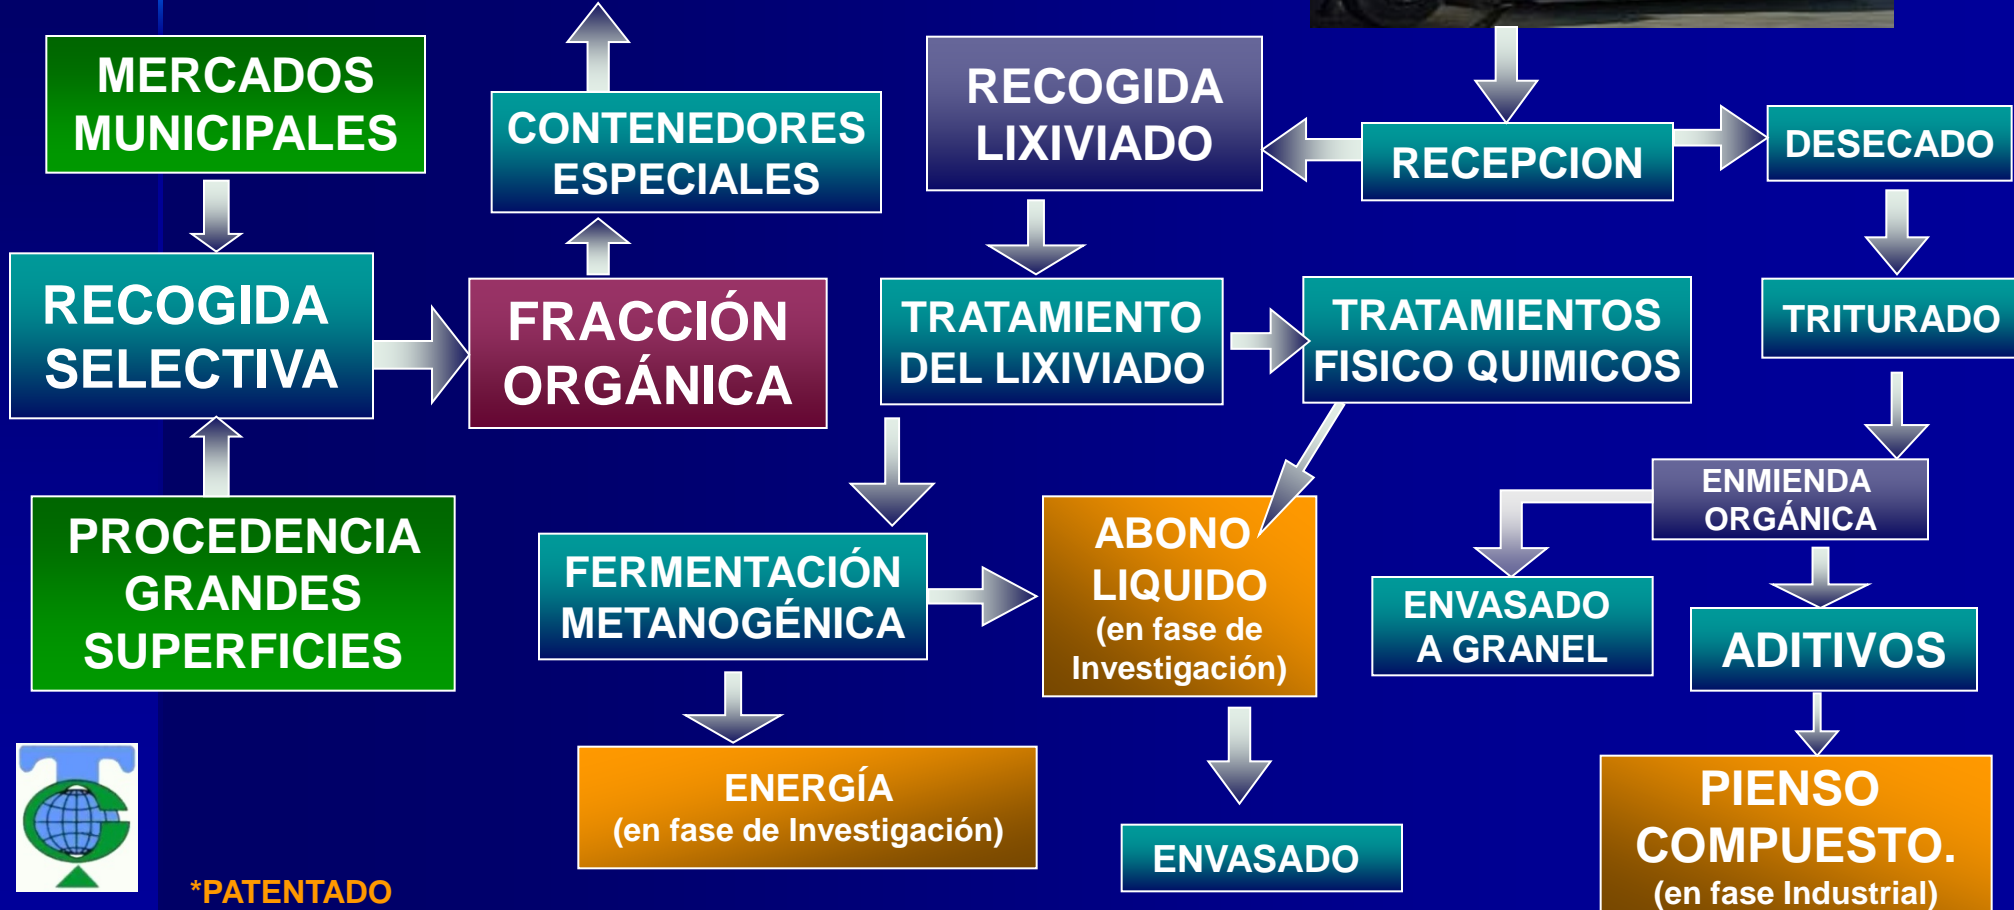 MERCADOS
MUNICIPALES
CONTENEDORES
ESPECIALES
RECOGIDA
LIXIVIADO
RECEPCION
DESECADO
RECOGIDA
SELECTIVA
FRACCIÓN
ORGÁNICA
TRATAMIENTO
DEL LIXIVIADO
TRATAMIENTOS
FISICO QUIMICOS
TRITURADO
PROCEDENCIA
GRANDES
SUPERFICIES
FERMENTACIÓN
METANOGÉNICA
ABONO
LIQUIDO
(en fase de
Investigación)
ENMIENDA
ORGÁNICA
ENVASADO
A GRANEL
ADITIVOS
ENERGÍA
(en fase de Investigación)
ENVASADO
PIENSO
COMPUESTO.
(en fase Industrial)
*PATENTADO